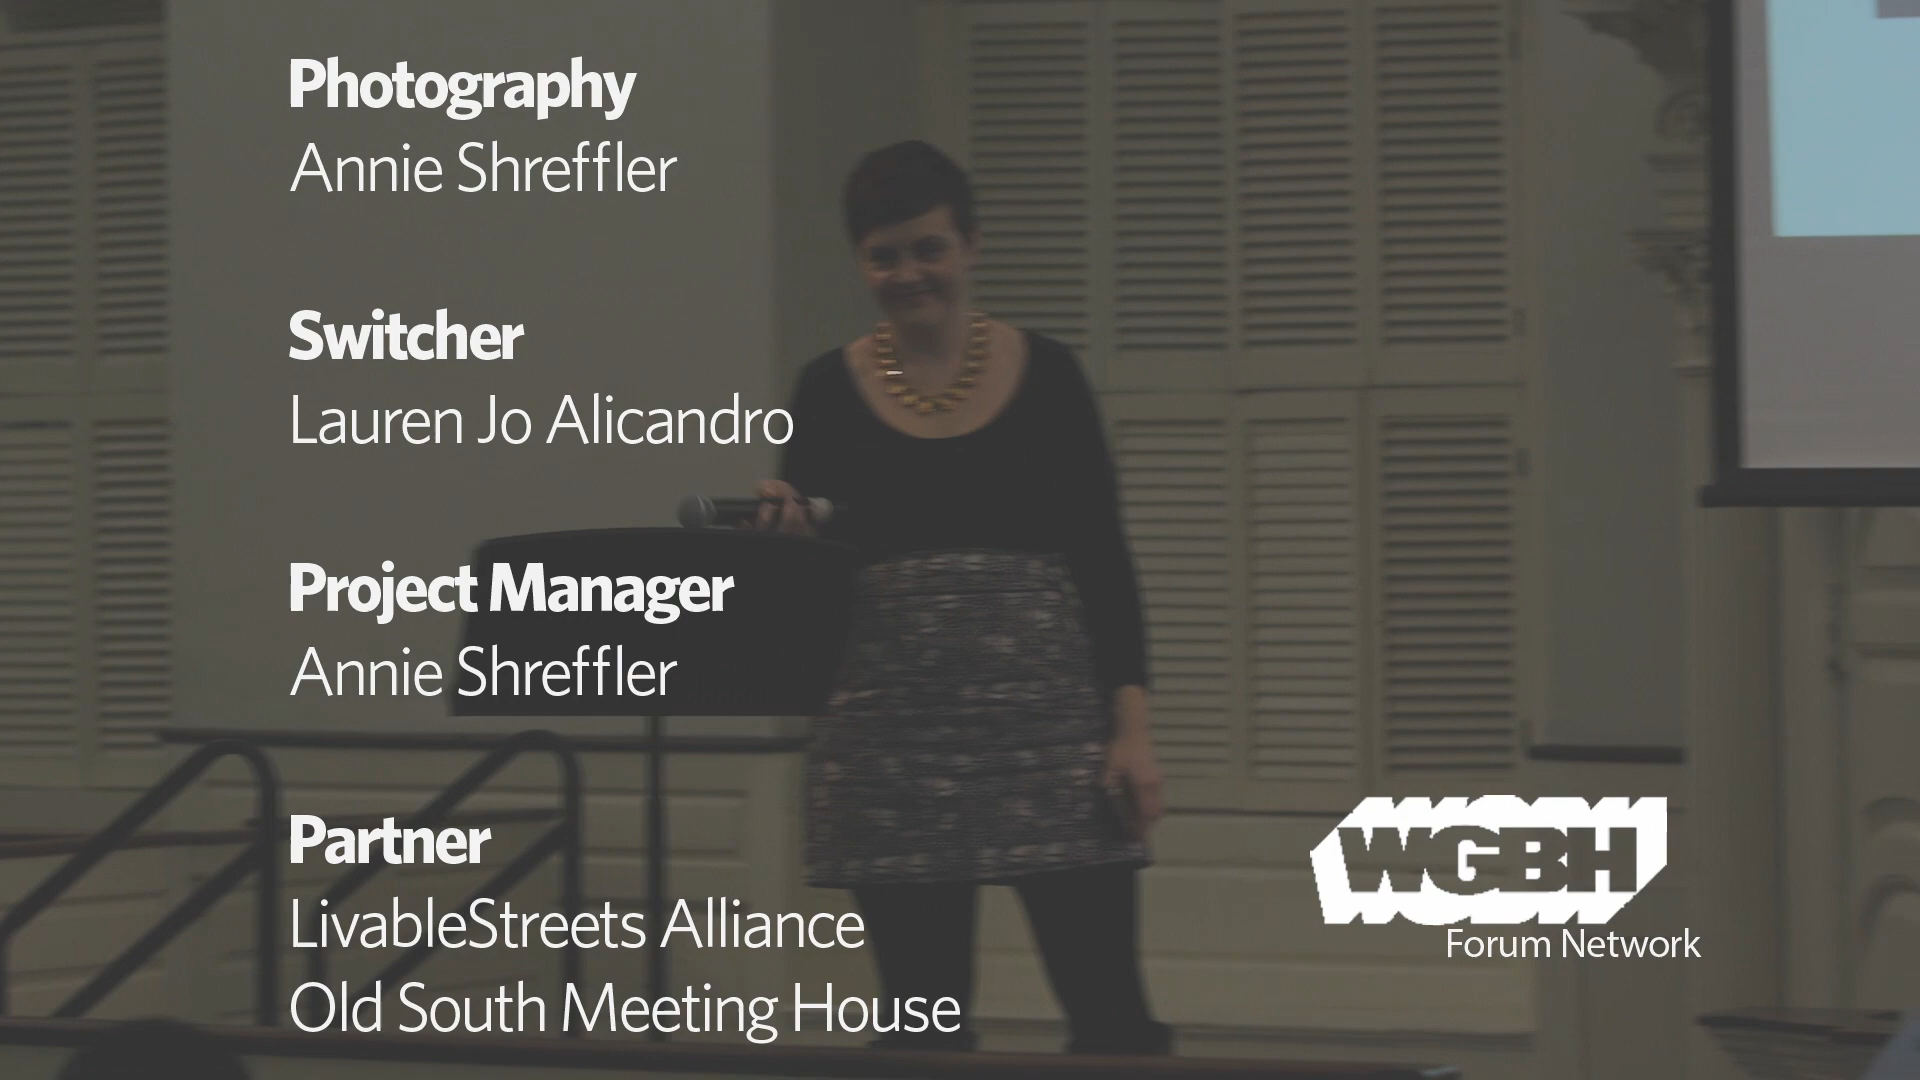 Photography
Annie Shreffler
Switcher
Lauren Jo Alicandro
Project Manager
Annie Shreffler
Partner
LivableStreets Alliance
Old South Meeting House
WGBH
Forum Network